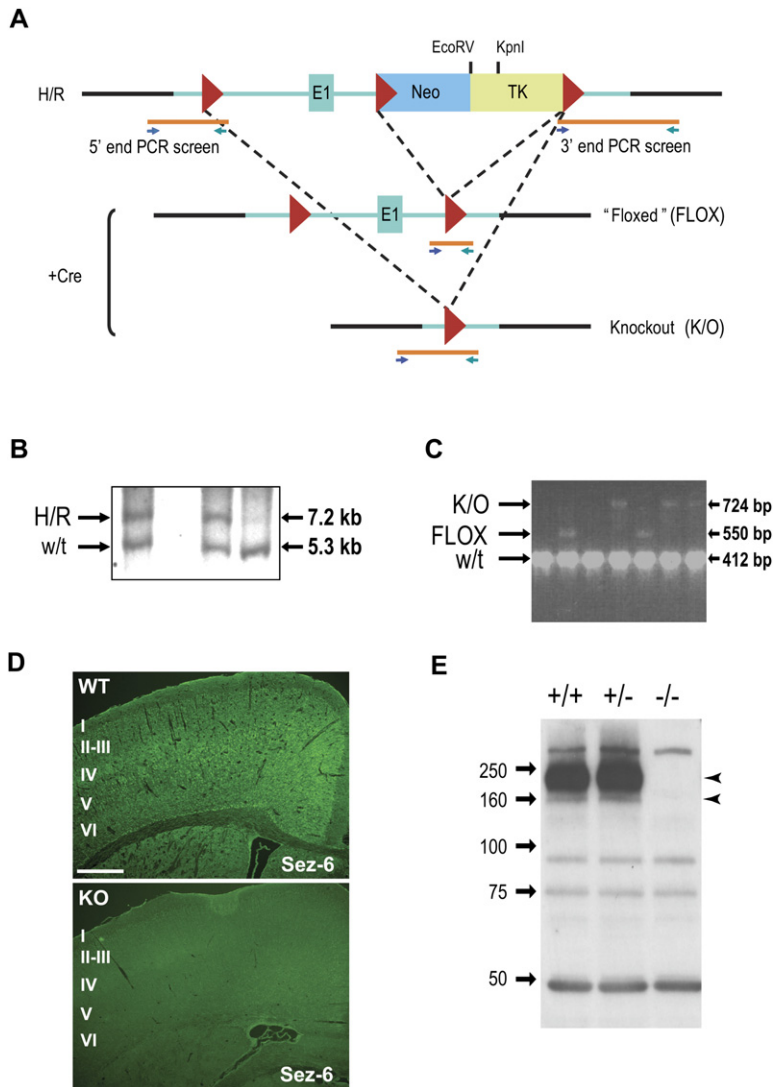 A
EcoRV KpnI
H/R E1 Neo TK
5' end PCR screen 3' end PCR screen
E1 "Floxed" (FLOX)
+Cre
Knockout (K/O)
B
H/R 7.2 kb
w/t 5.3 kb
C
K/O 724 bp
FLOX 550 bp
w/t 412 bp
D
WT
I
II-III
IV
V
VI
Sez-6
KO
I
II-III
IV
V
VI
Sez-6
E
+/+ +/- -/-
250
160
100
75
50